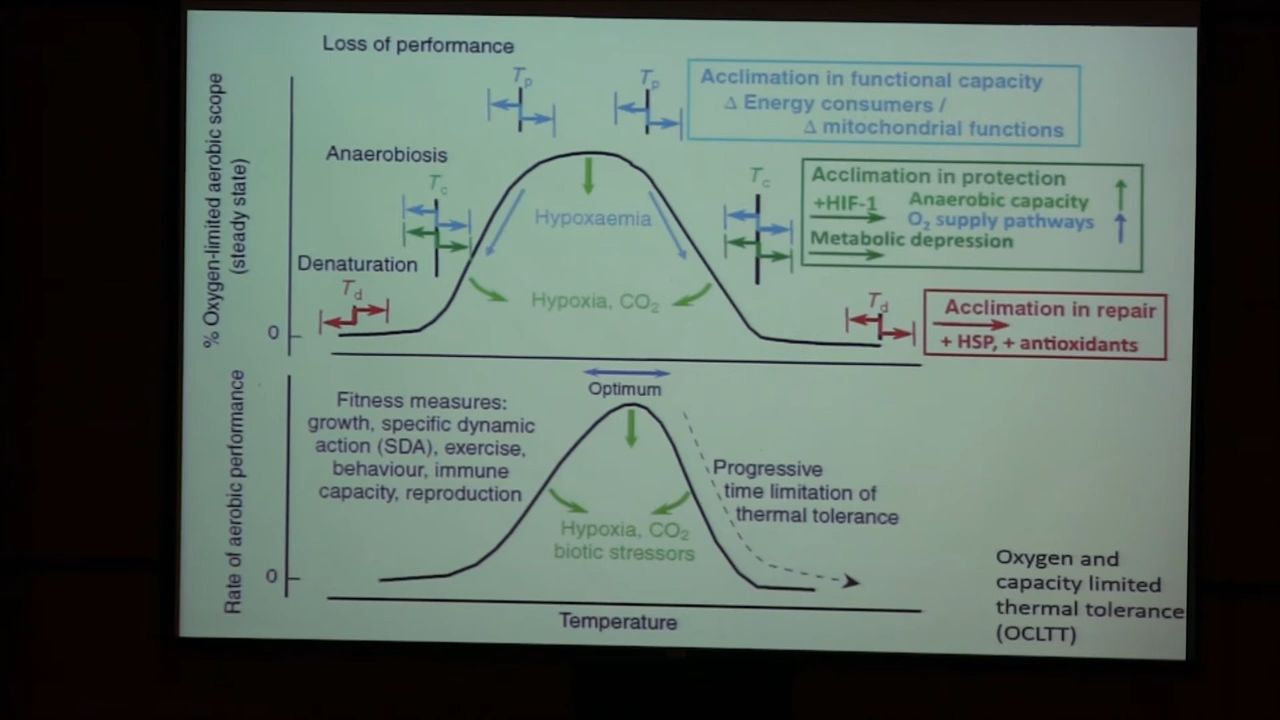 Loss of performance
% Oxygen-limited aerobic scope
(steady state)
Tp
Tp
Acclimation in functional capacity
Δ Energy consumers /
Δ mitochondrial functions
Anaerobiosis
Tc
Tc
Acclimation in protection
+HIF-1 Anaerobic capacity
O₂ supply pathways
Metabolic depression
Hypoxaemia
Denaturation
Td
Hypoxia, CO₂
Td
Acclimation in repair
+ HSP, + antioxidants
0
Rate of aerobic performance
Optimum
Fitness measures:
growth, specific dynamic
action (SDA), exercise,
behaviour, immune
capacity, reproduction
Progressive
time limitation of
thermal tolerance
Hypoxia, CO₂
biotic stressors
0
Temperature
Oxygen and
capacity limited
thermal tolerance
(OCLTT)